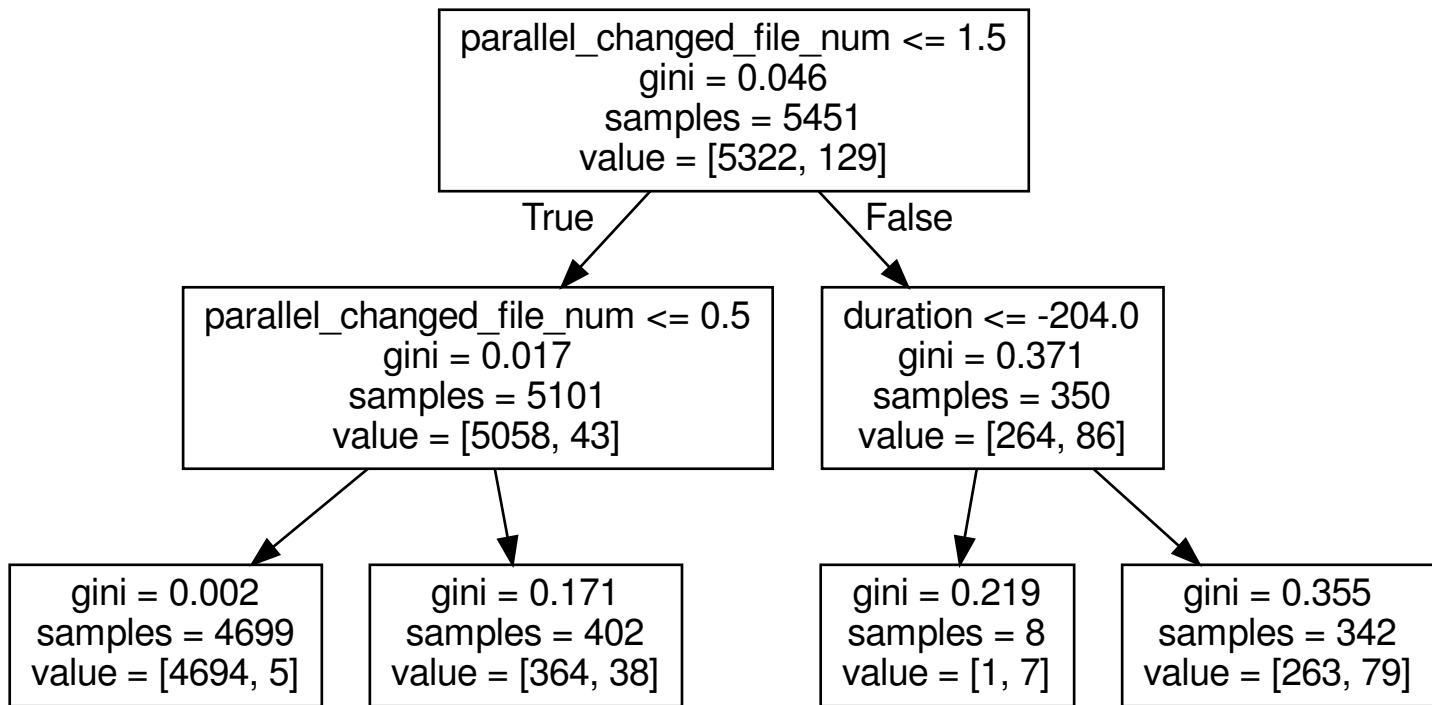 parallel_changed_file_num <= 1.5
gini = 0.046
samples = 5451
value = [5322, 129]
True
False
parallel_changed_file_num <= 0.5
gini = 0.017
samples = 5101
value = [5058, 43]
duration <= -204.0
gini = 0.371
samples = 350
value = [264, 86]
gini = 0.002
samples = 4699
value = [4694, 5]
gini = 0.171
samples = 402
value = [364, 38]
gini = 0.219
samples = 8
value = [1, 7]
gini = 0.355
samples = 342
value = [263, 79]